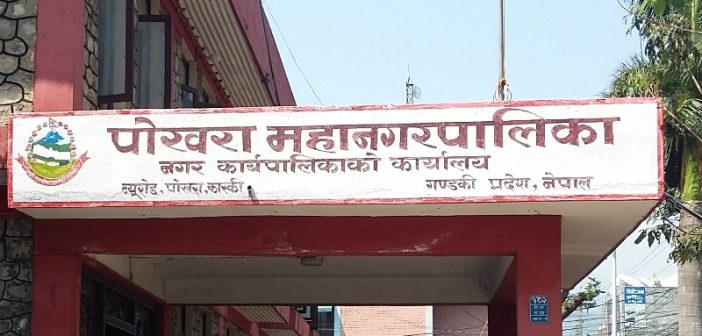 पोखरा महानगरपालिका
नगर कार्यपालिकाको कार्यालय
न्यूरोड, पोखरा, कास्की
गण्डकी प्रदेश, नेपाल